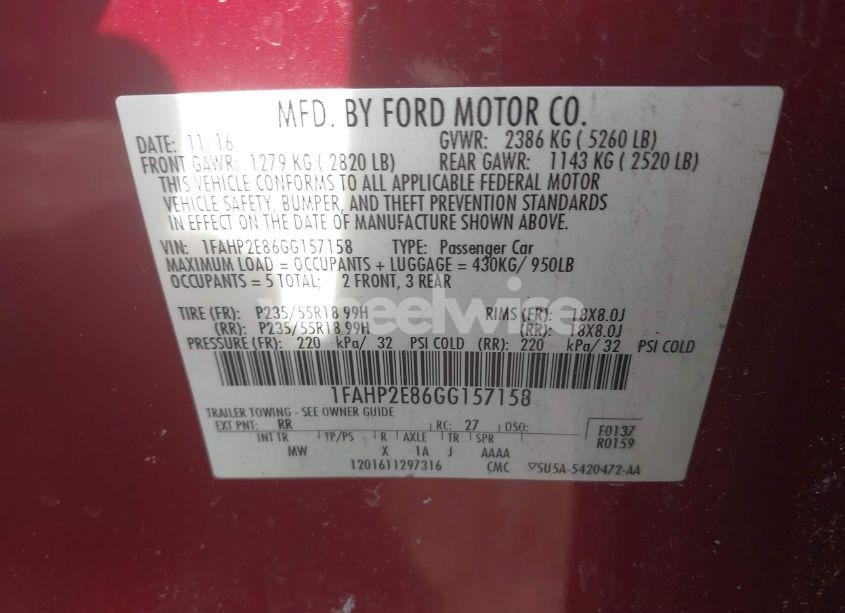 MFD. BY FORD MOTOR CO.
DATE: 11/16 GVWR: 2386 KG ( 5260 LB)
FRONT GAWR: 1279 KG ( 2820 LB) REAR GAWR: 1143 KG ( 2520 LB)
THIS VEHICLE CONFORMS TO ALL APPLICABLE FEDERAL MOTOR
VEHICLE SAFETY, BUMPER, AND THEFT PREVENTION STANDARDS
IN EFFECT ON THE DATE OF MANUFACTURE SHOWN ABOVE.
VIN: 1FAHP2E86GG157158 TYPE: Passenger Car
MAXIMUM LOAD = OCCUPANTS + LUGGAGE = 430KG/ 950LB
OCCUPANTS = 5 TOTAL; 2 FRONT, 3 REAR
wheelwire
TIRE (FR): P235/55R18 99H RIMS (FR): 18X8.0J
(RR): P235/55R18 99H (RR): 18X8.0J
PRESSURE (FR): 220 kPa/ 32 PSI COLD (RR): 220 kPa/ 32 PSI COLD
1FAHP2E86GG157158
TRAILER TOWING - SEE OWNER GUIDE
EXT PNT: RR RC: 27 DSO: F0137
INT TR TP/PS R AXLE TR SPR R0159
MW X 1A J AAAA
1201611297316 CMC 5U5A-5420472-AA